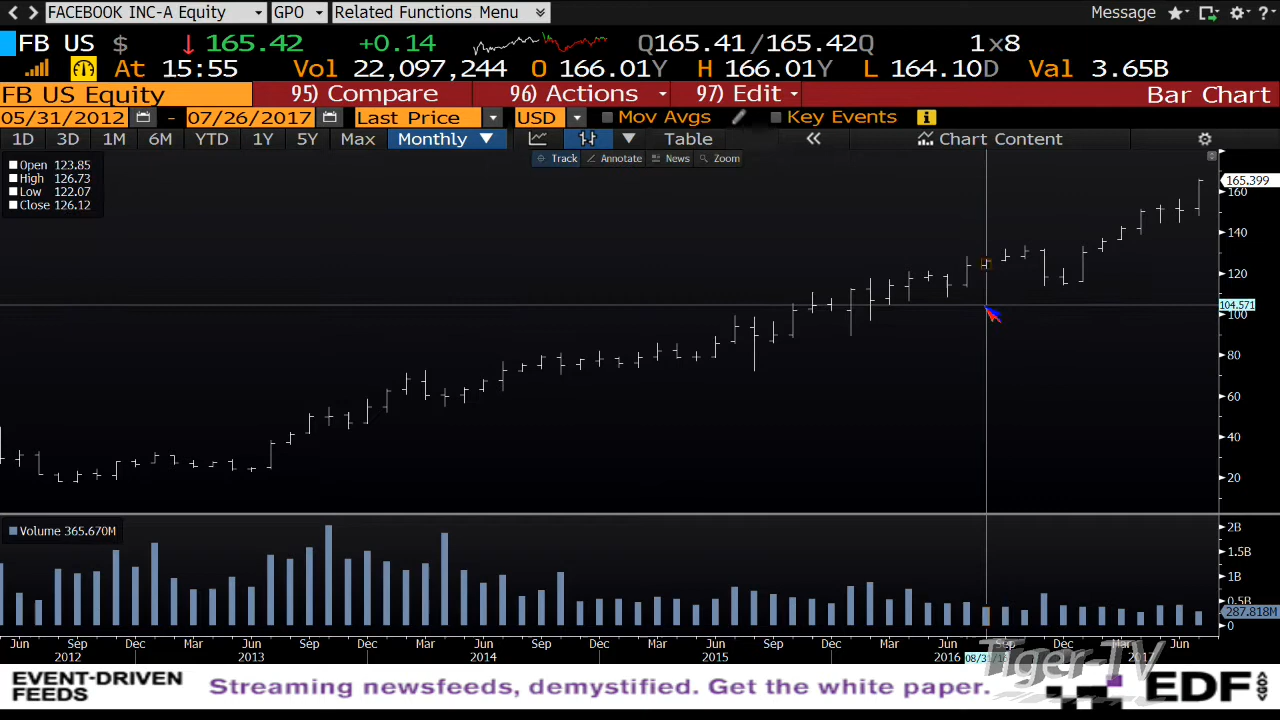 FACEBOOK INC-A Equity GPO Related Functions Menu Message
FB US $ 165.42 +0.14 Q165.41/165.42Q 1×8
At 15:55 Vol 22,097,244 O 166.01Y H 166.01Y L 164.10D Val 3.65B
FB US Equity 95) Compare 96) Actions 97) Edit Bar Chart
05/31/2012 - 07/26/2017 Last Price USD Mov Avgs Key Events
1D 3D 1M 6M YTD 1Y 5Y Max Monthly Table Chart Content
Track Annotate News Zoom
Open 123.85
High 126.73
Low 122.07
Close 126.12
165.399
160
140
120
104.571
100
80
60
40
20
Volume 365.670M
2B
1.5B
1B
0.5B
287.818M
0
Jun Sep Dec Mar Jun Sep Dec Mar Jun Sep Dec Mar Jun Sep Dec Mar Jun Sep Dec Mar Jun
2012 2013 2014 2015 2016 08/31/16
Tiger-TV
EVENT-DRIVEN
FEEDS
Streaming newsfeeds, demystified. Get the white paper.
EDF